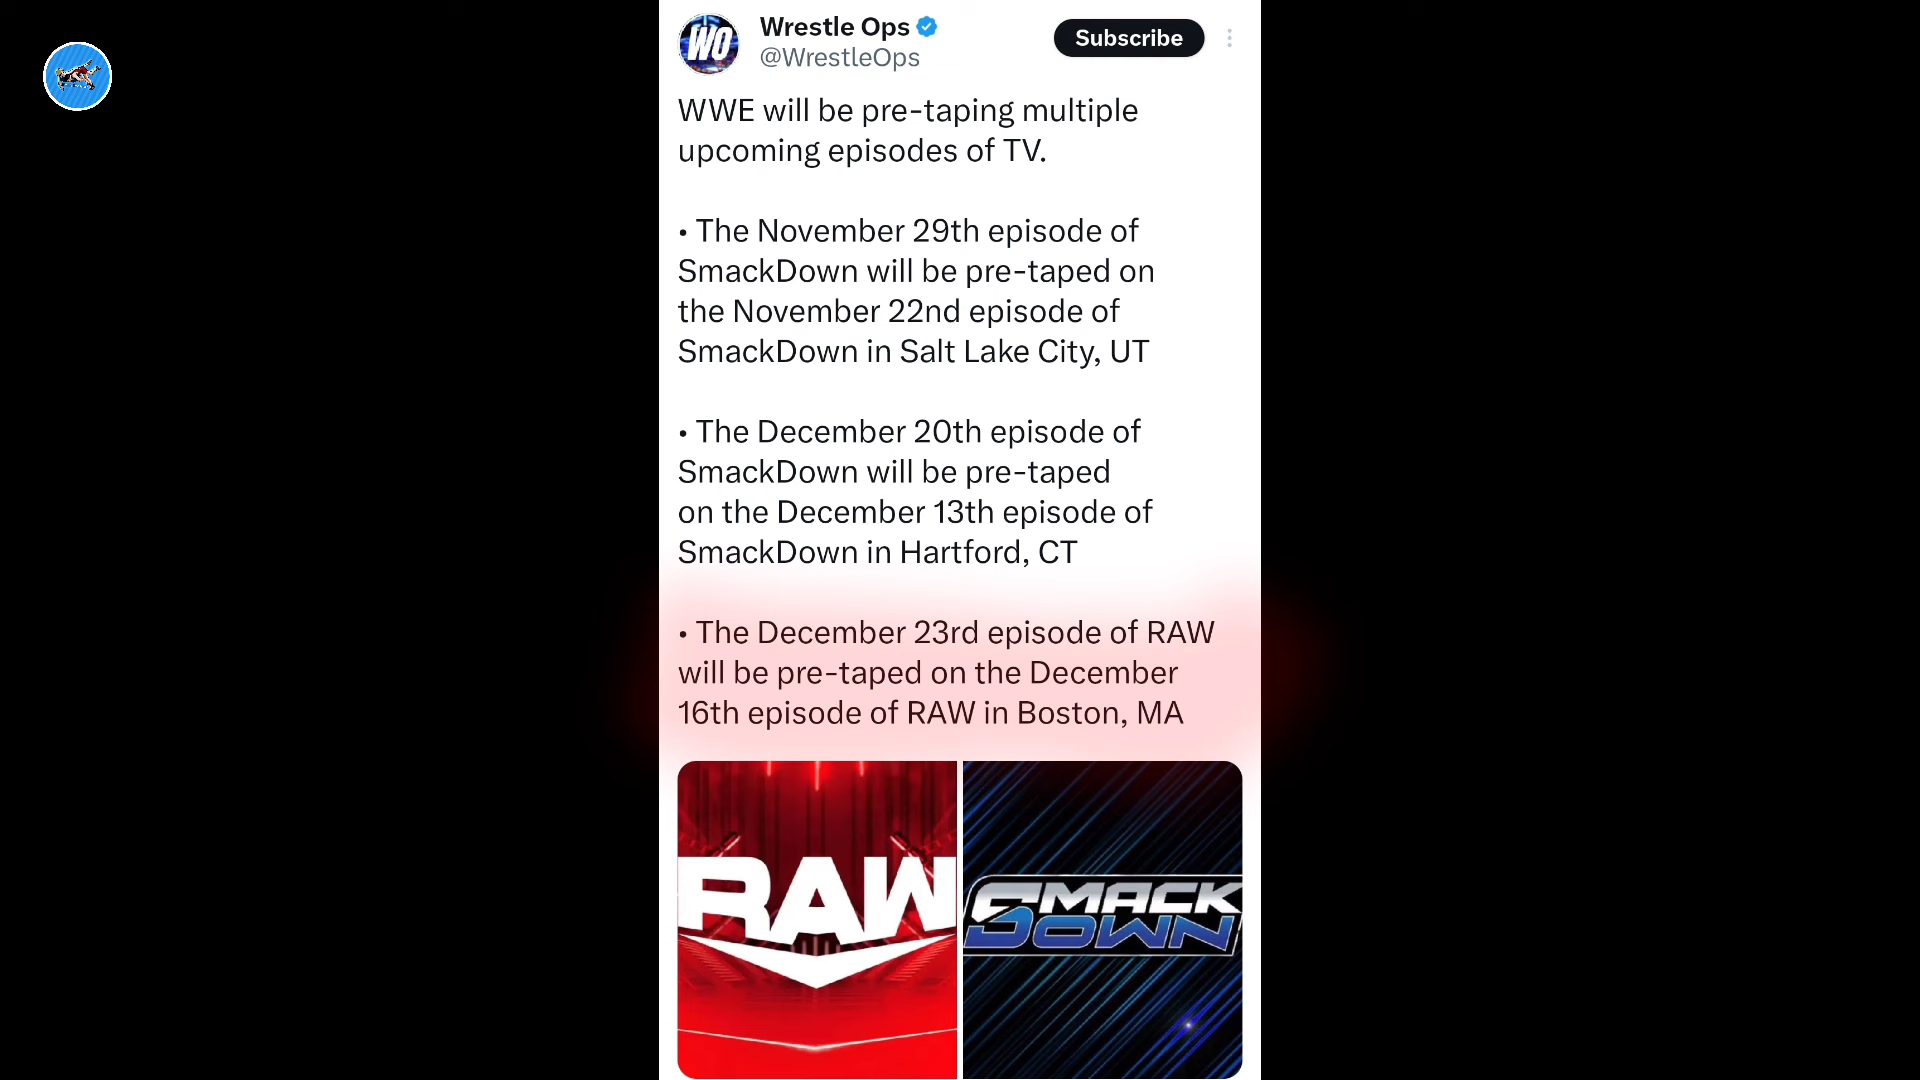 WO
Wrestle Ops
@WrestleOps
Subscribe
WWE will be pre-taping multiple
upcoming episodes of TV.
• The November 29th episode of
SmackDown will be pre-taped on
the November 22nd episode of
SmackDown in Salt Lake City, UT
• The December 20th episode of
SmackDown will be pre-taped
on the December 13th episode of
SmackDown in Hartford, CT
• The December 23rd episode of RAW
will be pre-taped on the December
16th episode of RAW in Boston, MA
RAW
SMACK
DOWN